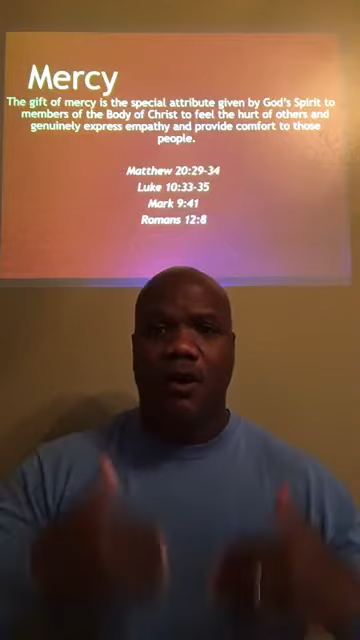 Mercy
The gift of mercy is the special attribute given by God's Spirit to
members of the Body of Christ to feel the hurt of others and
genuinely express empathy and provide comfort to those
people.
Matthew 20:29-34
Luke 10:33-35
Mark 9:41
Romans 12:8